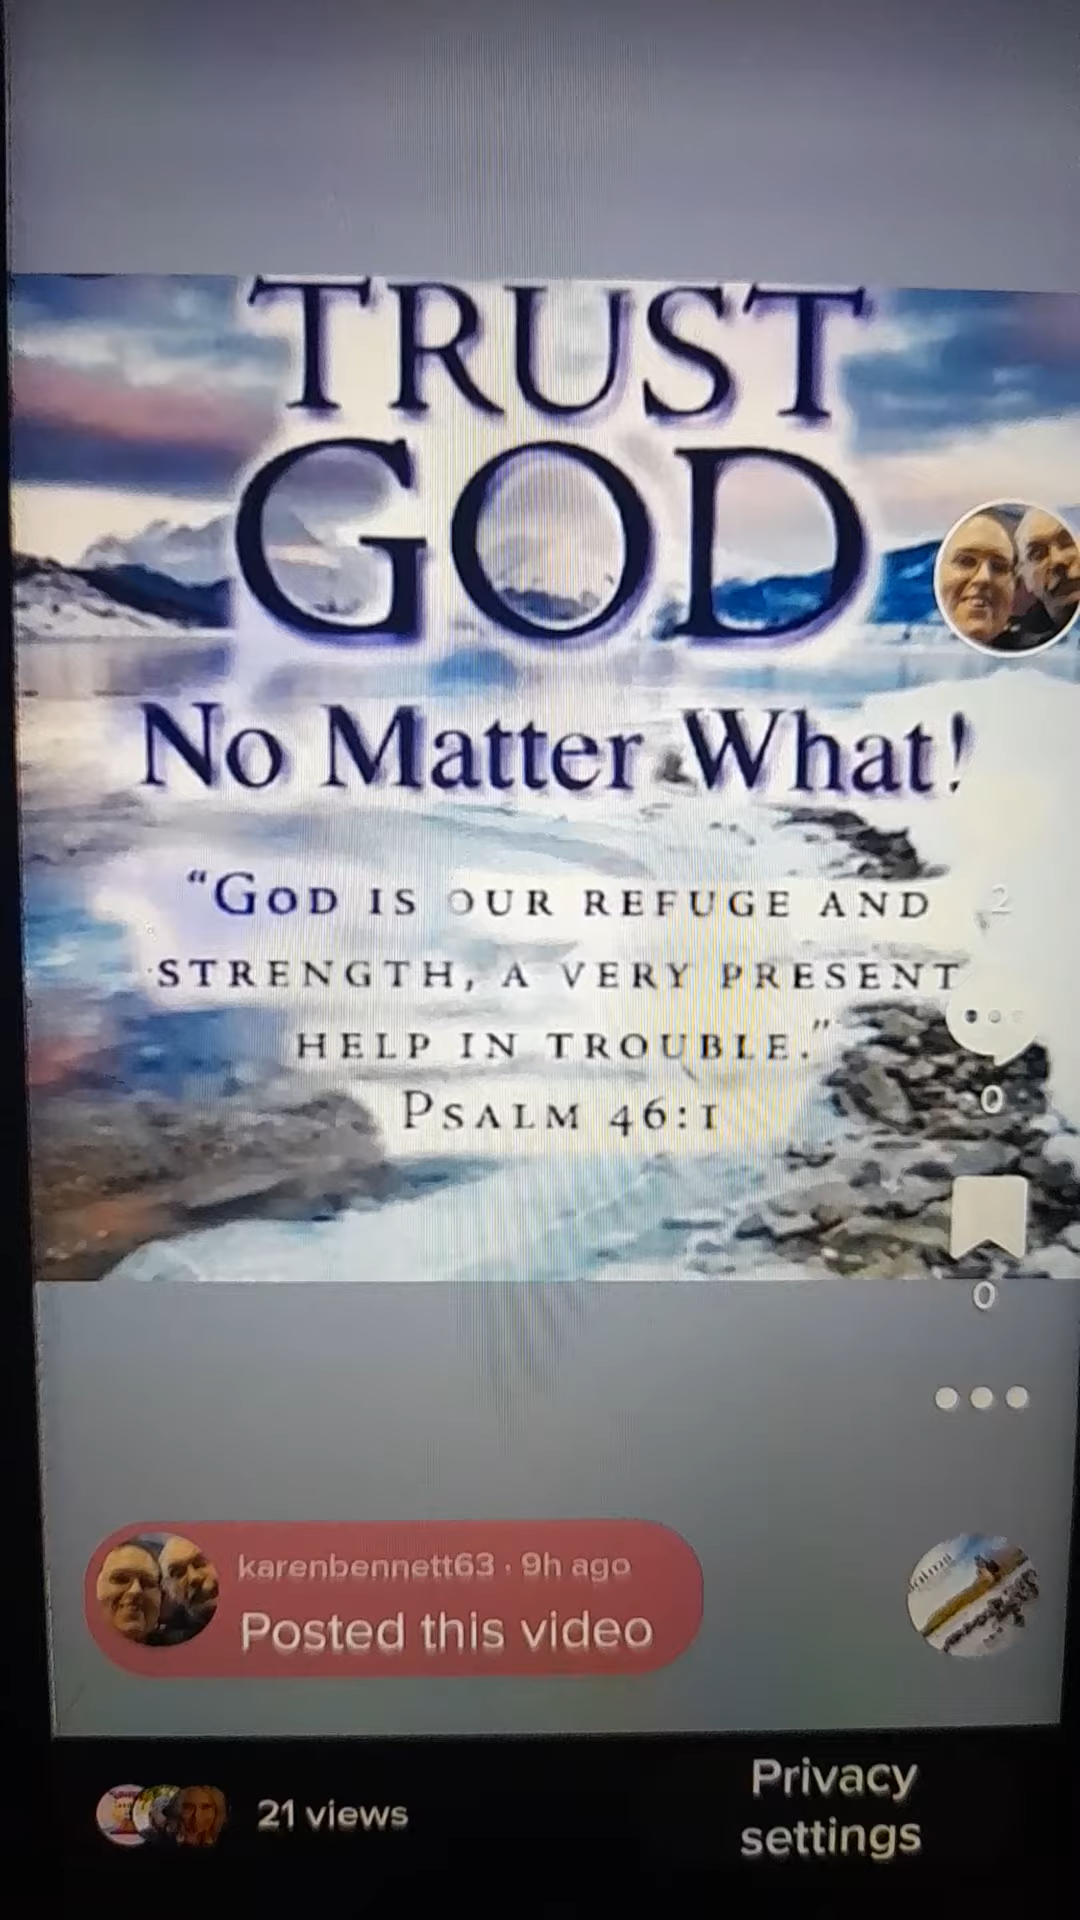 TRUST
GOD
No Matter What!
“GOD IS OUR REFUGE AND
STRENGTH, A VERY PRESENT
HELP IN TROUBLE.”
PSALM 46:1
2
0
0
karenbennett63 · 9h ago
Posted this video
21 views
Privacy
settings